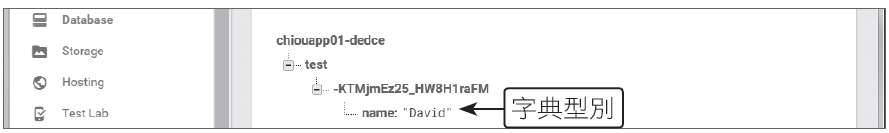 Database
Storage
Hosting
Test Lab
chiouapp01-dedce
test
-KTMjmEz25_HW8H1raFM
name: "David"
字典型別